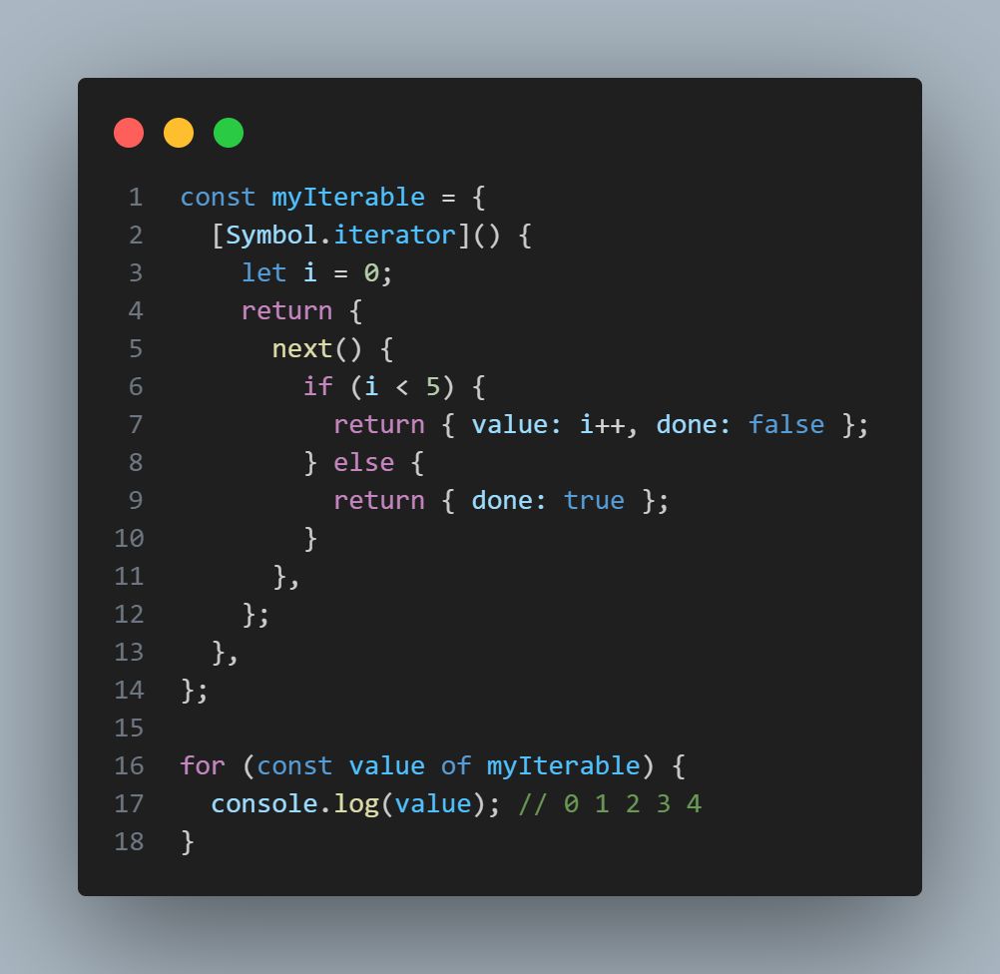 1 const myIterable = {
2   [Symbol.iterator]() {
3     let i = 0;
4     return {
5       next() {
6         if (i < 5) {
7           return { value: i++, done: false };
8         } else {
9           return { done: true };
10         }
11       },
12     };
13   },
14 };
15
16 for (const value of myIterable) {
17   console.log(value); // 0 1 2 3 4
18 }